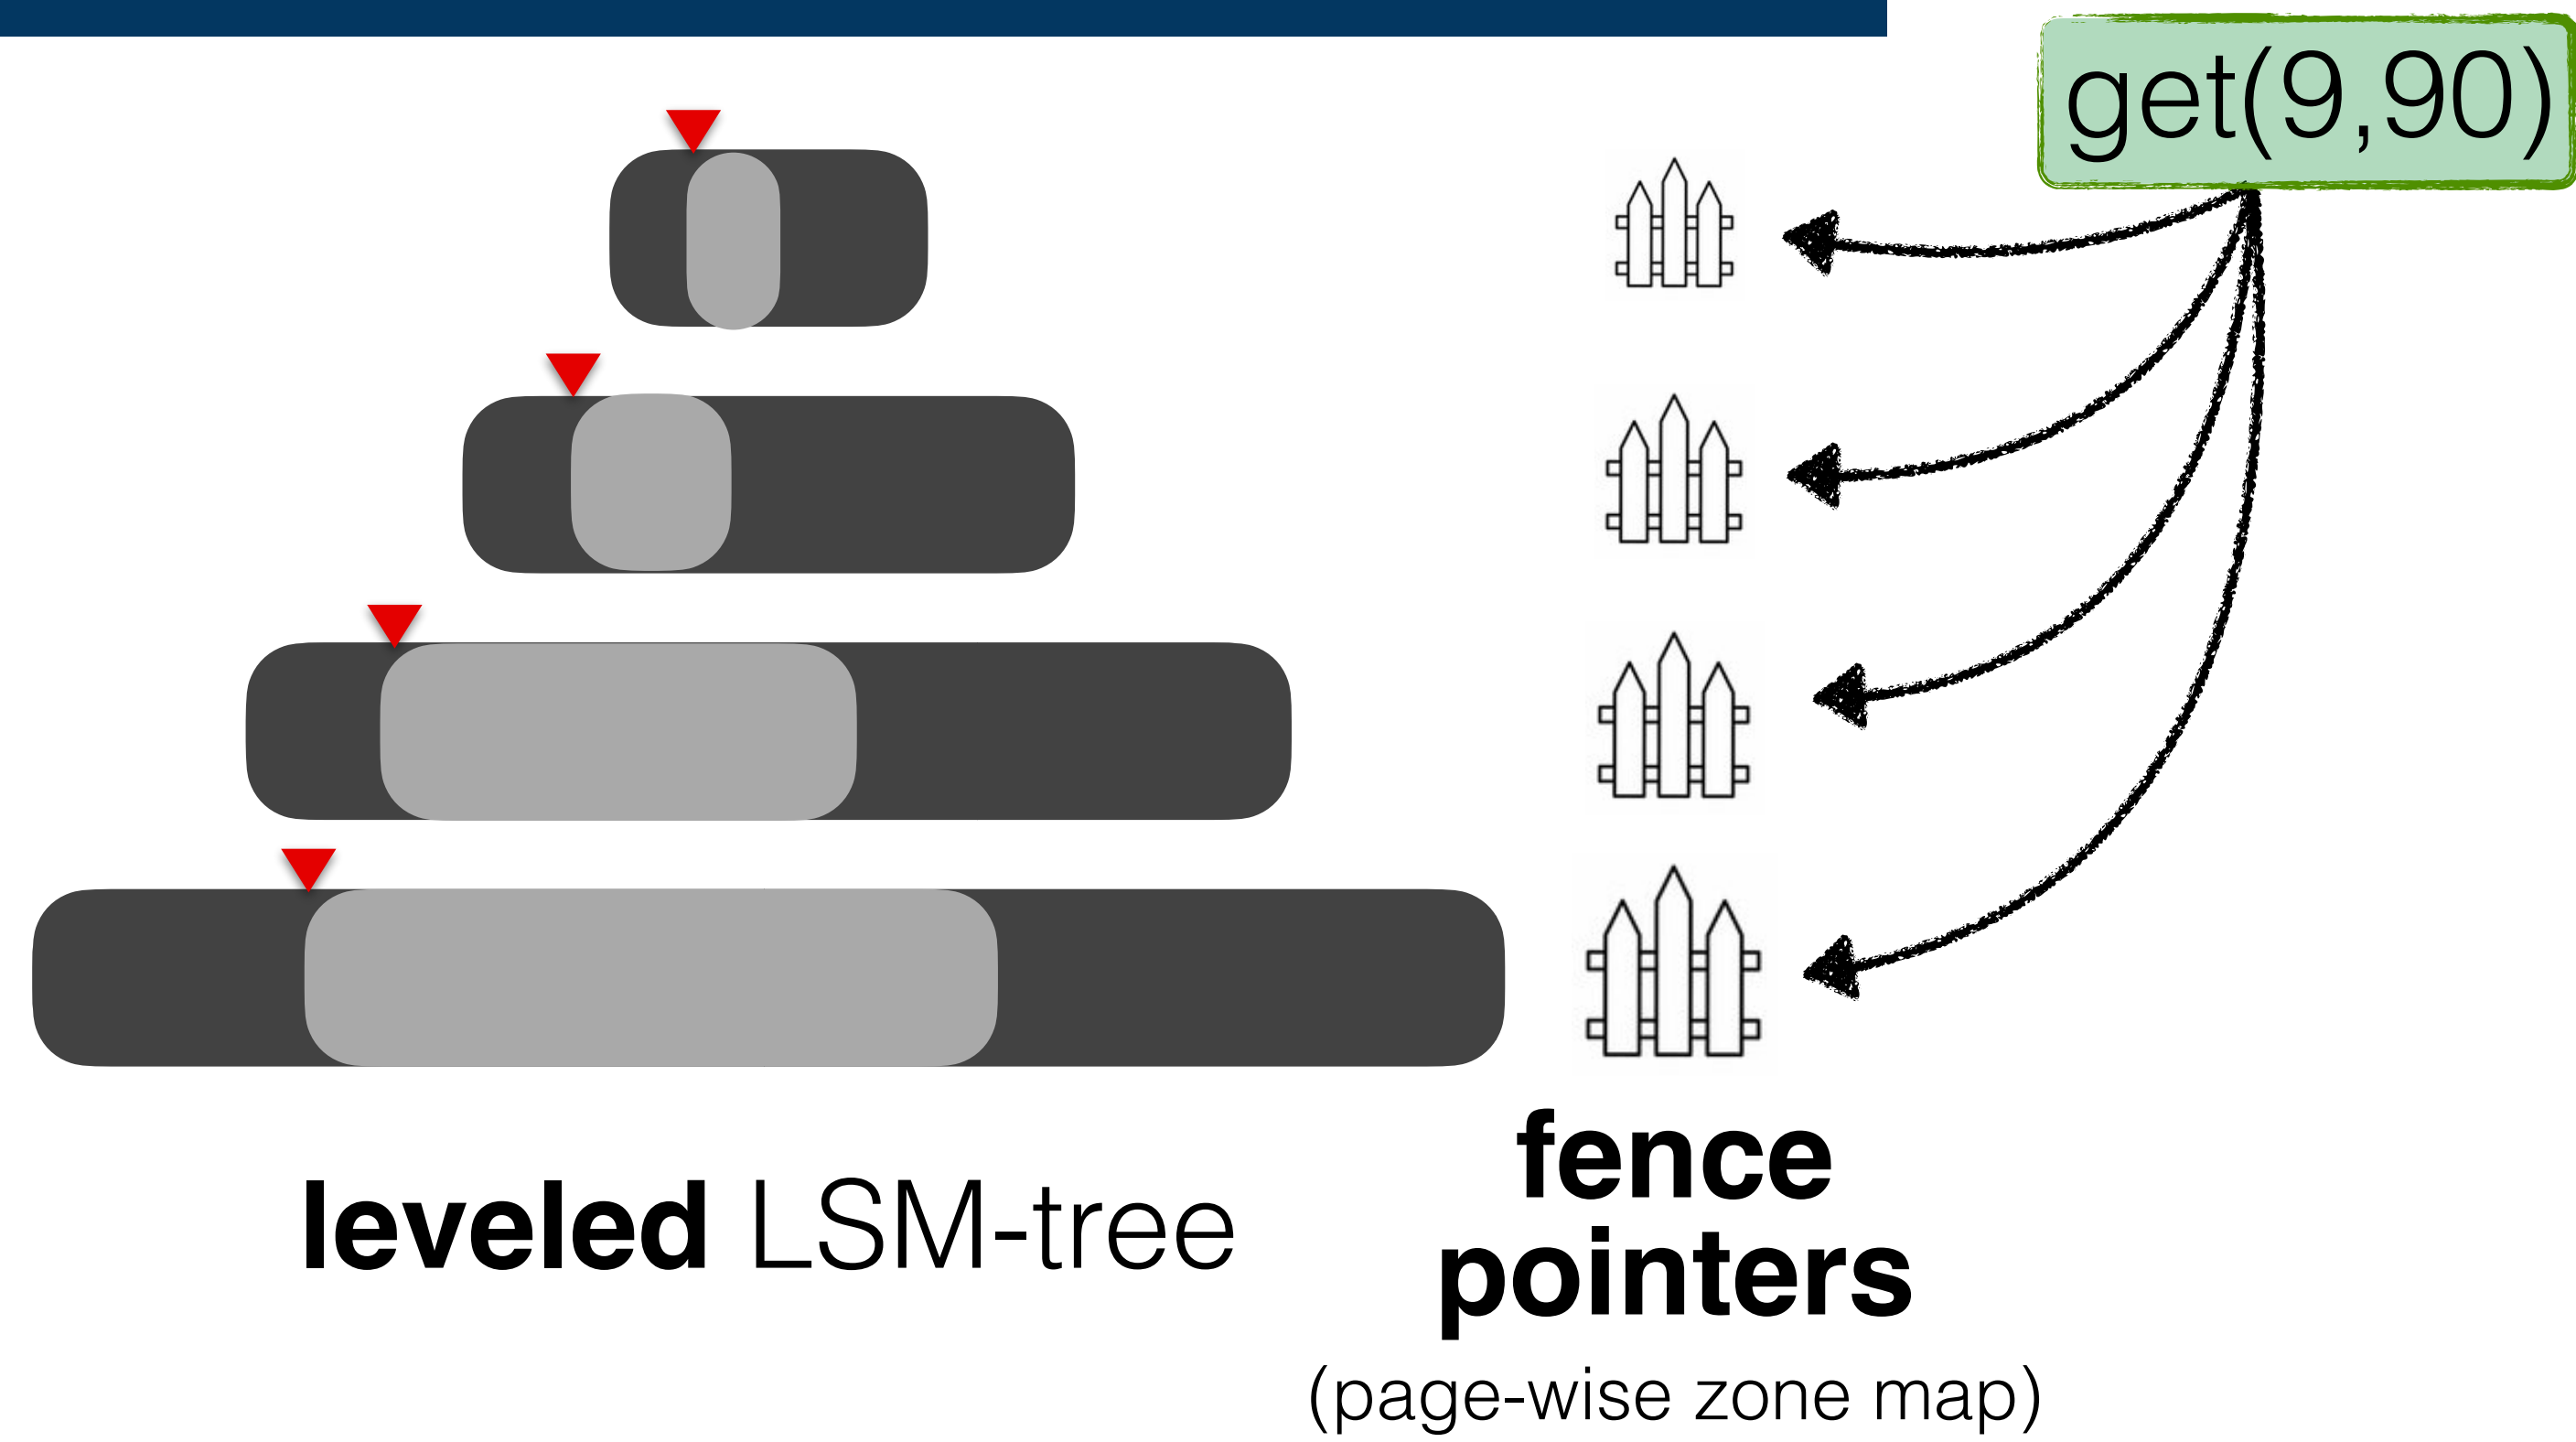 get(9,90)
leveled LSM-tree
fence
pointers
(page-wise zone map)